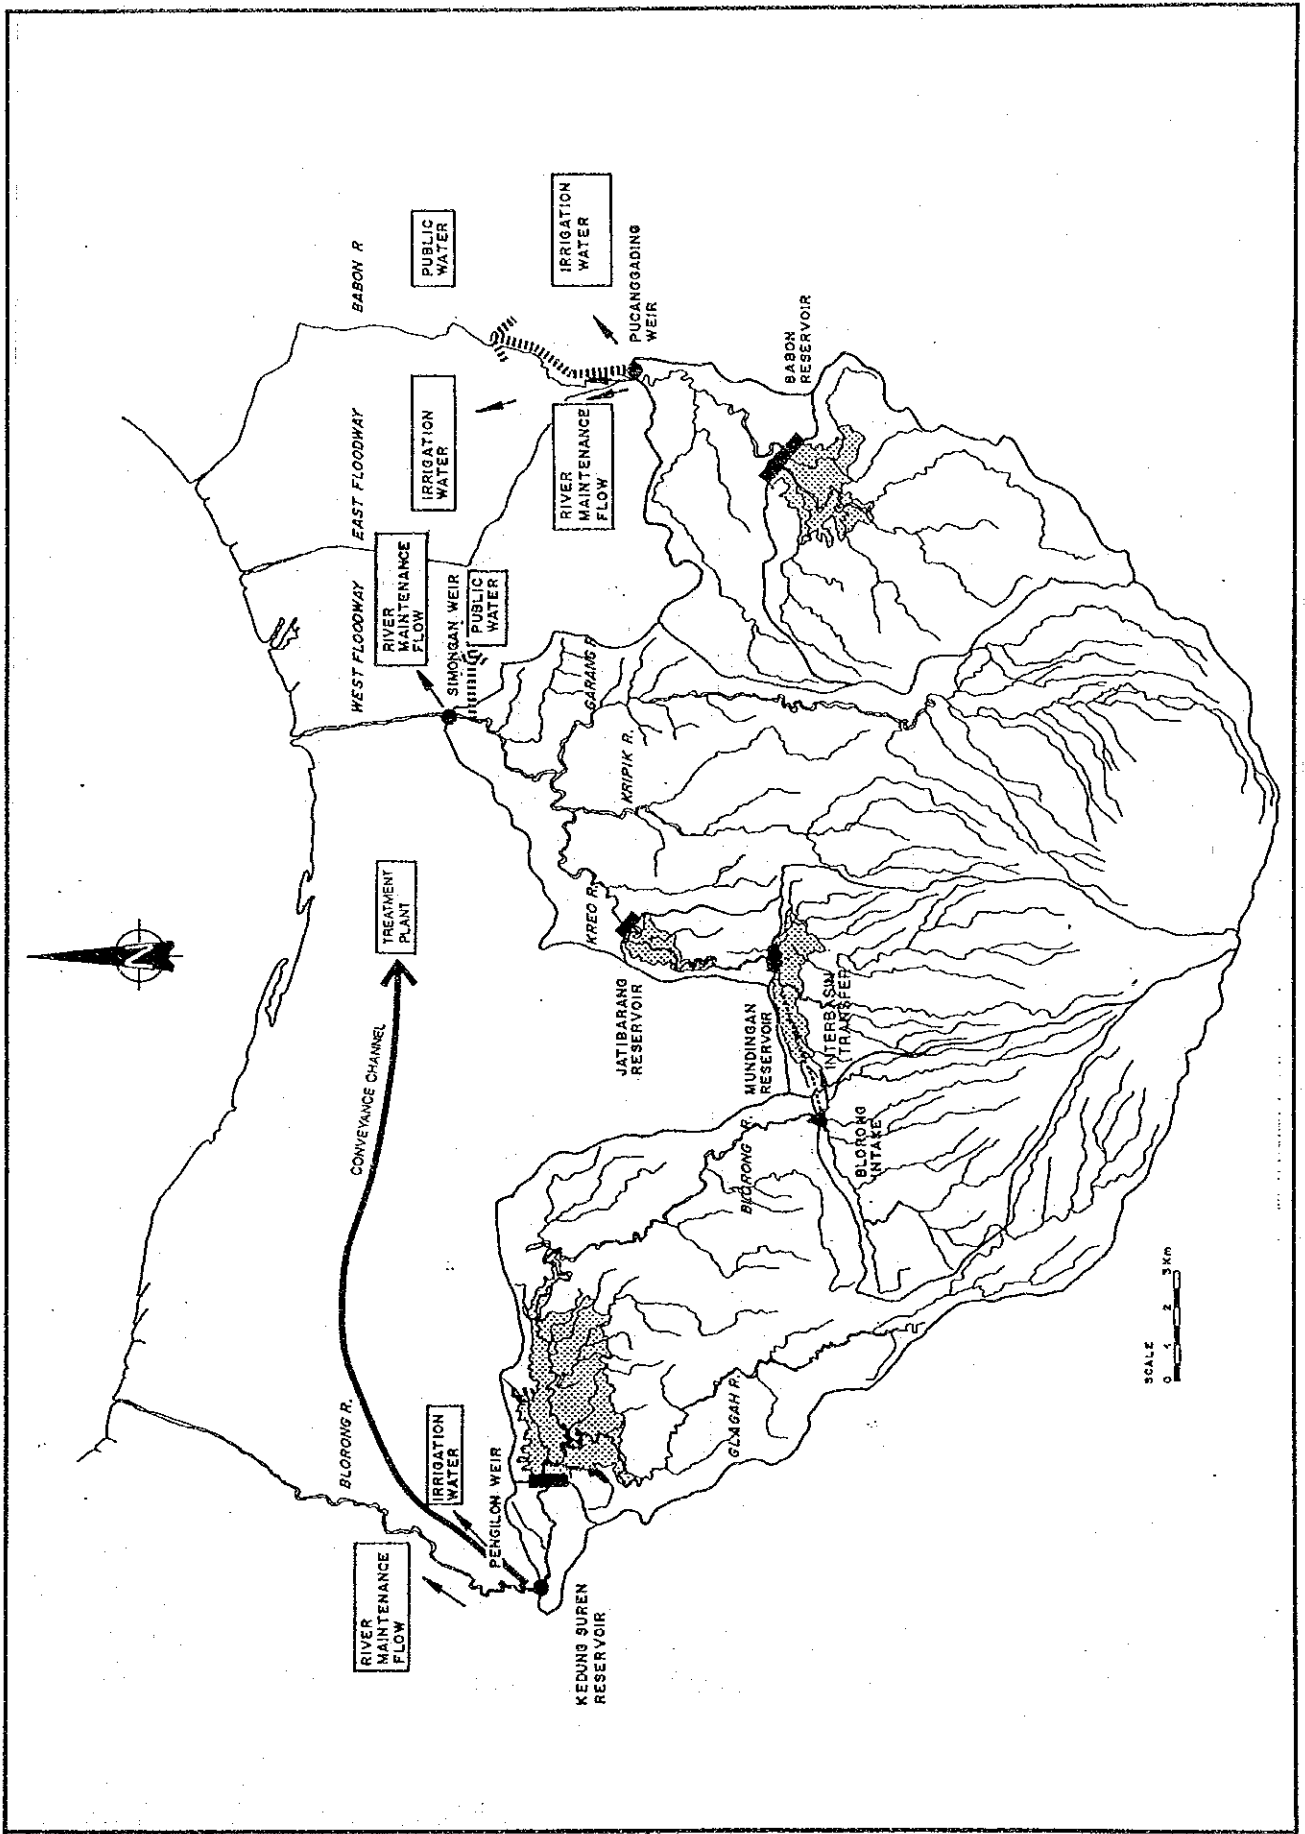 N
BLORONG R.
CONVEYANCE CHANNEL
WEST FLOODWAY
EAST FLOODWAY
BABON R
RIVER
MAINTENANCE
FLOW
TREATMENT
PLANT
RIVER
MAINTENANCE
FLOW
IRRIGATION
WATER
PUBLIC
WATER
IRRIGATION
WATER
SIMONGAN WEIR
PUBLIC
WATER
PENGILON WEIR
RIVER
MAINTENANCE
FLOW
IRRIGATION
WATER
KEDUNG SUREN
RESERVOIR
KREO R.
GARANG R
KRIPIK R.
PUCANGGADING
WEIR
JATIBARANG
RESERVOIR
GLAGAH R.
BLORONG R.
MUNDINGAN
RESERVOIR
BABON
RESERVOIR
INTERBASIN
TRANSFER
BLORONG
INTAKE
SCALE
0 1 2 3 Km